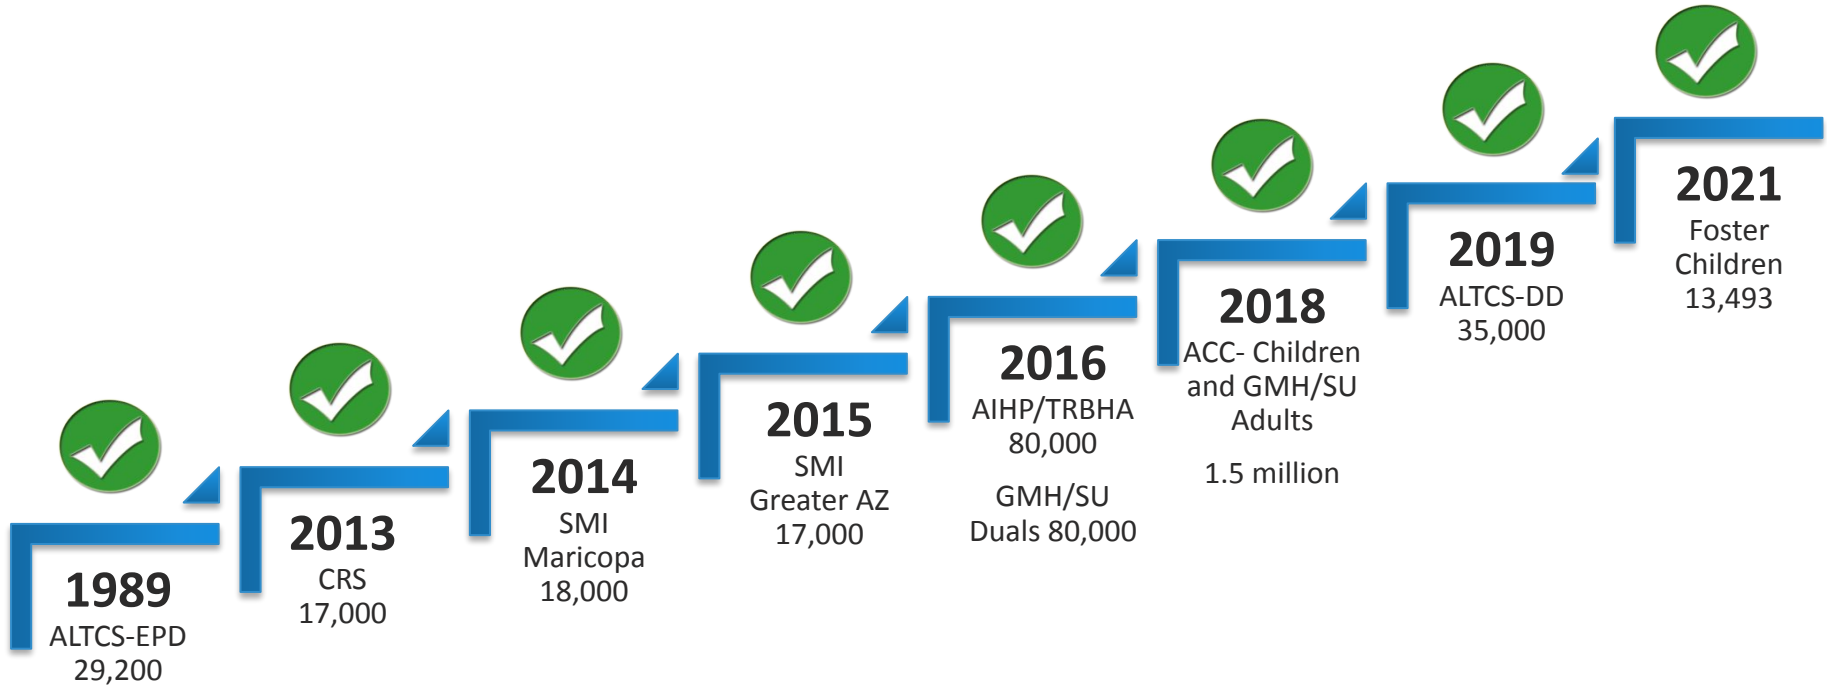 1989
ALTCS-EPD
29,200
2013
CRS
17,000
2014
SMI
Maricopa
18,000
2015
SMI
Greater AZ
17,000
2016
AIHP/TRBHA
80,000
GMH/SU
Duals 80,000
2018
ACC- Children
and GMH/SU
Adults
1.5 million
2019
ALTCS-DD
35,000
2021
Foster
Children
13,493